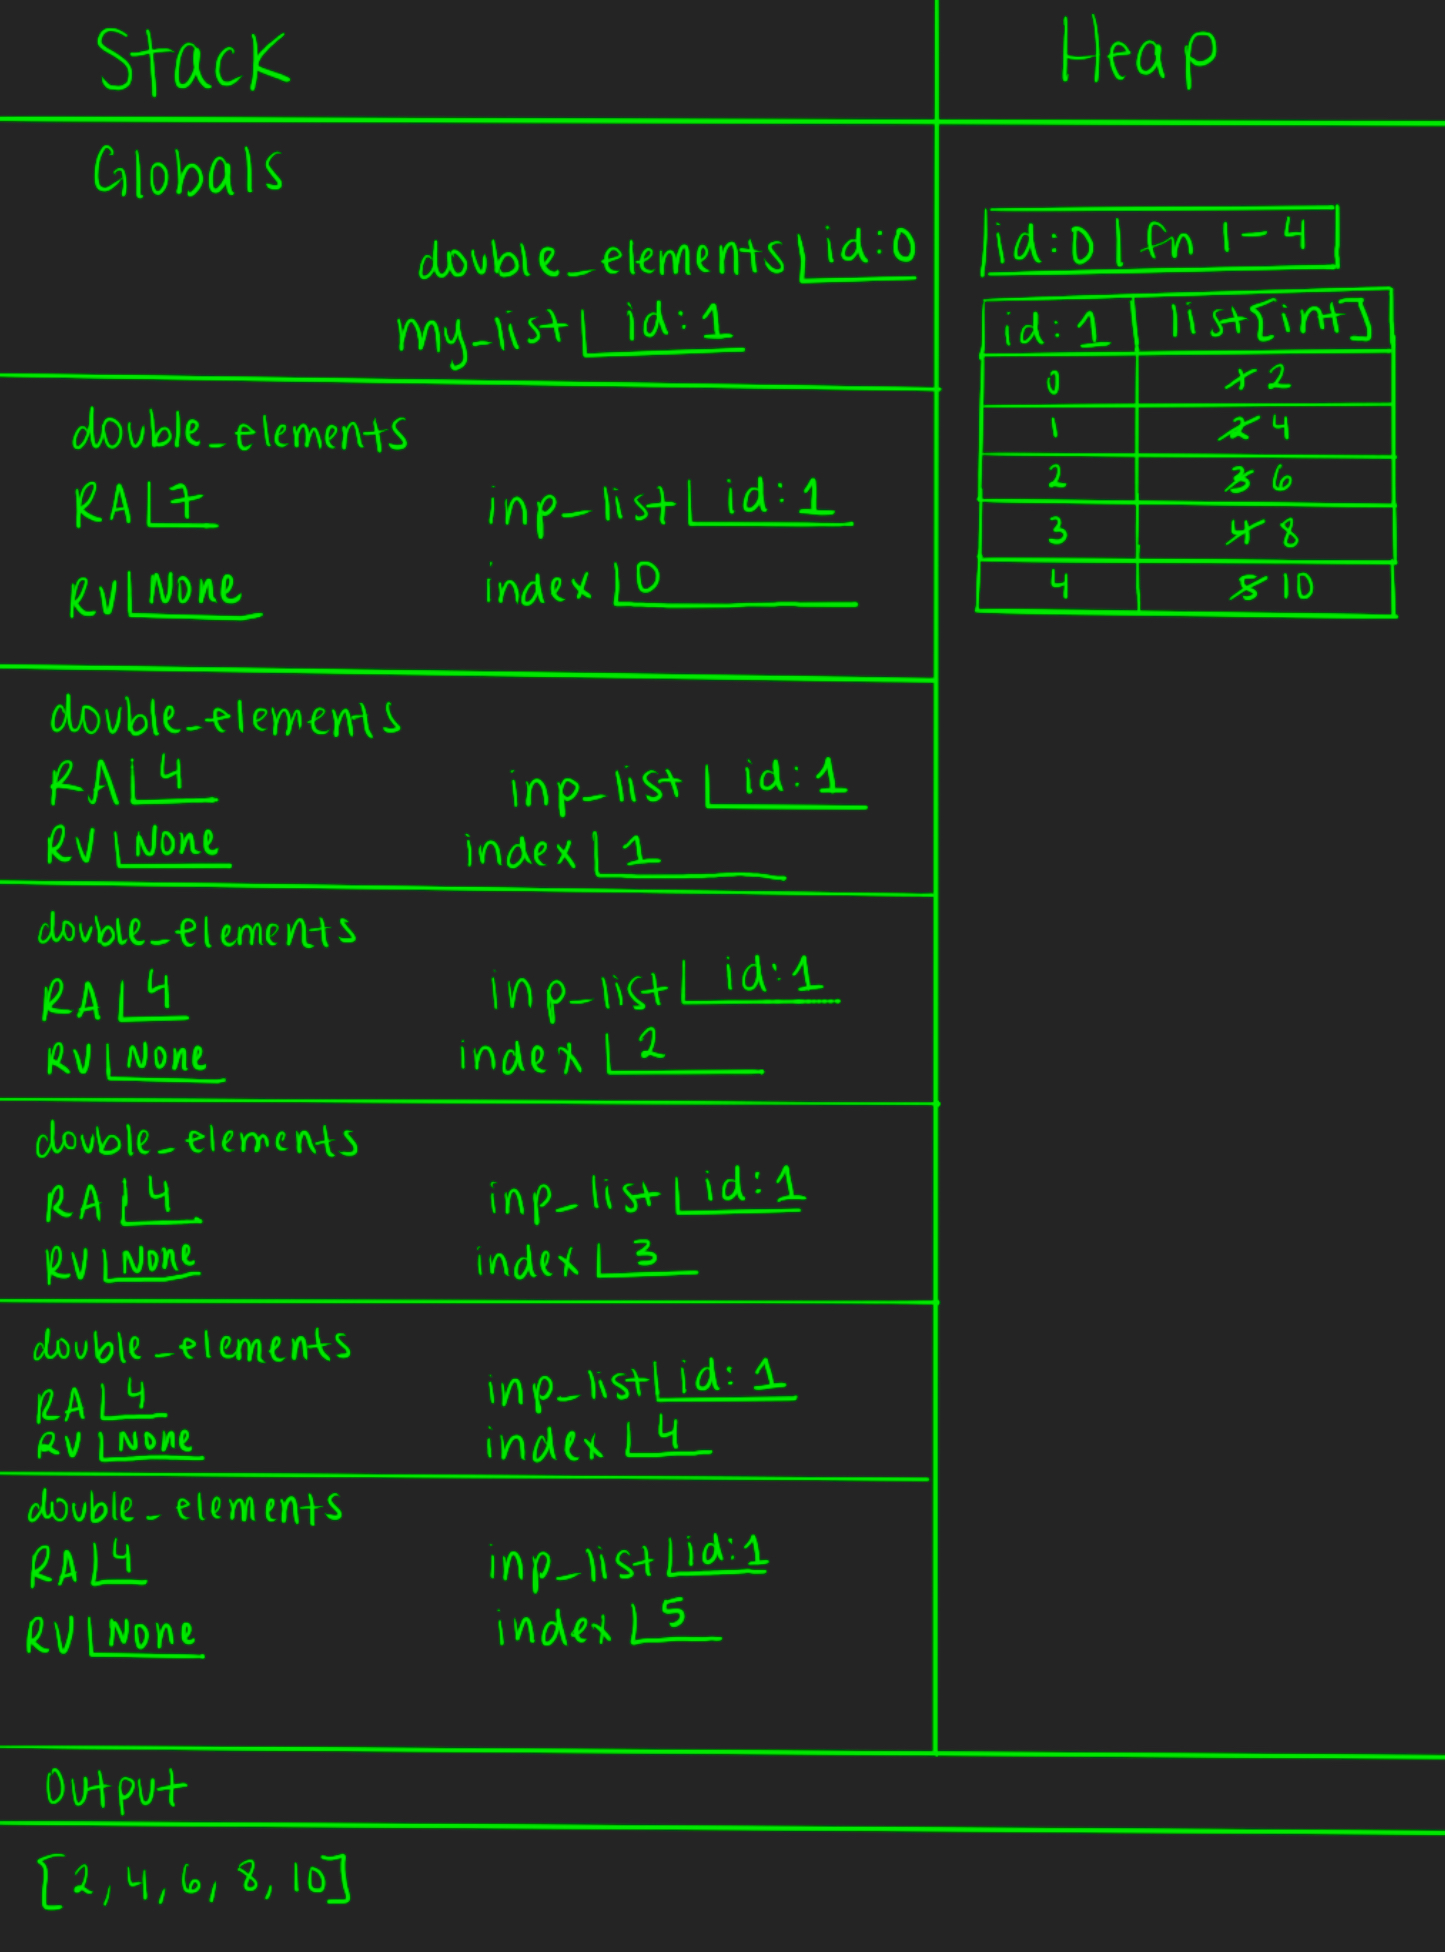 Stack
Heap
Globals
double_elements id:0
my_list id:1
id:0 | fn 1-4
id:1 list[int]
0 1 2
1 2 4
2 3 6
3 4 8
4 5 10
double_elements
RA 7 inp_list id:1
RV None index 0
double_elements
RA 4 inp_list id:1
RV None index 1
double_elements
RA 4 inp_list id:1
RV None index 2
double_elements
RA 4 inp_list id:1
RV None index 3
double_elements
RA 4 inp_list id:1
RV None index 4
double_elements
RA 4 inp_list id:1
RV None index 5
Output
[2, 4, 6, 8, 10]